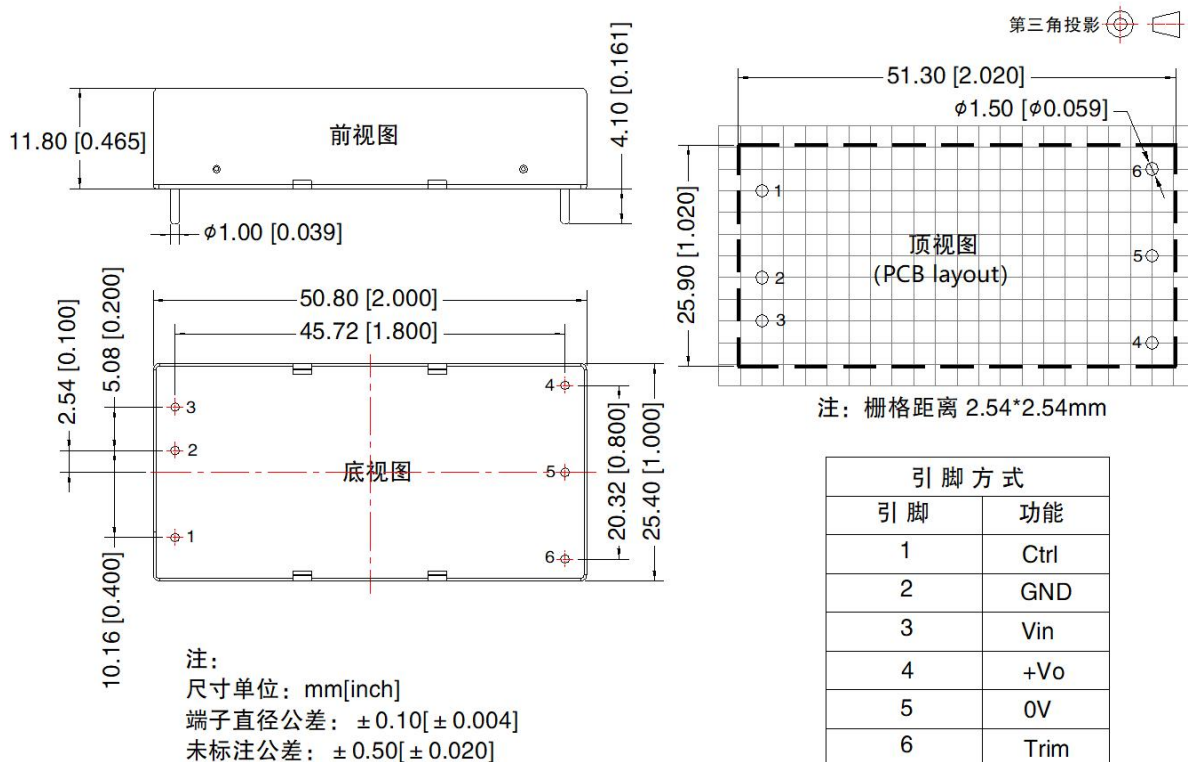 第三角投影
11.80 [0.465]
前视图
4.10 [0.161]
φ1.00 [0.039]
51.30 [2.020]
φ1.50 [φ0.059]
25.90 [1.020]
1
2
3
6
5
4
顶视图
(PCB layout)
注：栅格距离 2.54*2.54mm
50.80 [2.000]
45.72 [1.800]
2.54 [0.100]
5.08 [0.200]
10.16 [0.400]
3
2
1
4
5
6
底视图
20.32 [0.800]
25.40 [1.000]
注：
尺寸单位：mm[inch]
端子直径公差：±0.10[±0.004]
未标注公差：±0.50[±0.020]
引脚方式
引脚 功能
1 Ctrl
2 GND
3 Vin
4 +Vo
5 0V
6 Trim